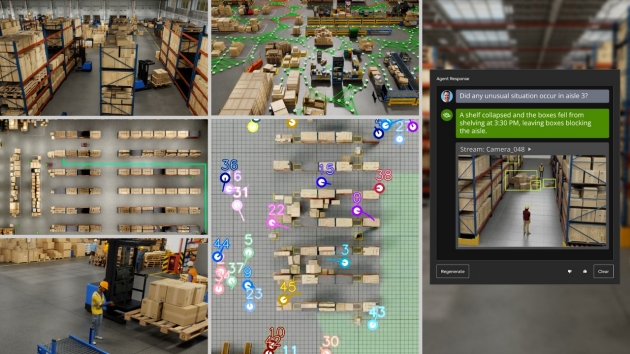 Agent Response
Did any unusual situation occur in aisle 3?
A shelf collapsed and the boxes fell from
shelving at 3:30 PM, leaving boxes blocking
the aisle.
Stream: Camera_048
Regenerate
Clear
36
6
31
15
38
22
9
44
5
3
37
9
23
45
43
10
11
30